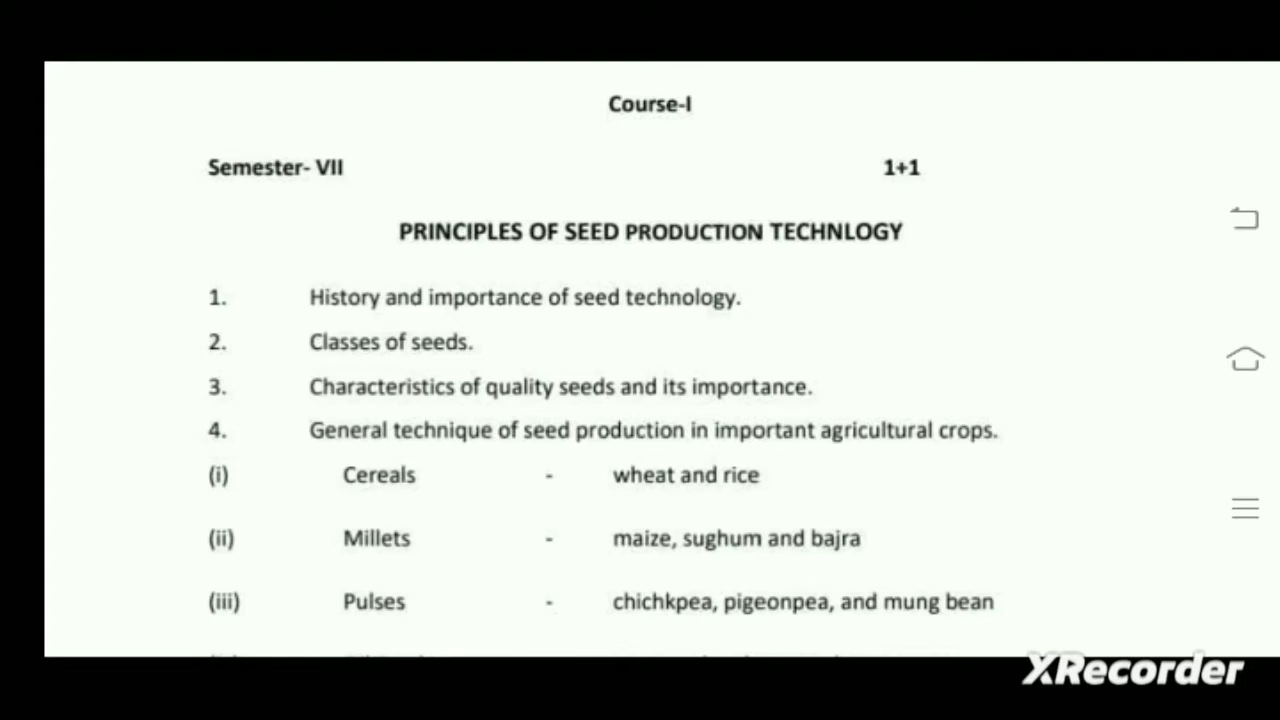 Course-I
Semester- VII 1+1
PRINCIPLES OF SEED PRODUCTION TECHNLOGY
1. History and importance of seed technology.
2. Classes of seeds.
3. Characteristics of quality seeds and its importance.
4. General technique of seed production in important agricultural crops.
(i) Cereals - wheat and rice
(ii) Millets - maize, sughum and bajra
(iii) Pulses - chichkpea, pigeonpea, and mung bean
XRecorder